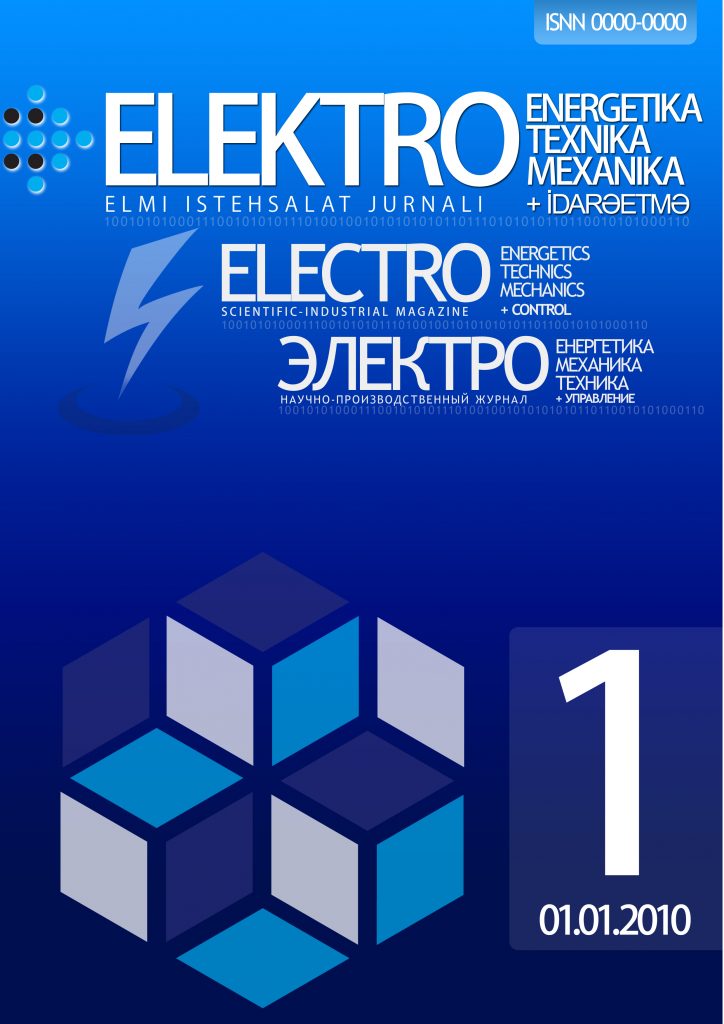 ISNN 0000-0000
ELEKTRO
ENERGETIKA
TEXNIKA
MEXANIKA
+ İDARƏETMƏ
ELMI ISTEHSALAT JURNALI
ELECTRO
ENERGETICS
TECHNICS
MECHANICS
+ CONTROL
SCIENTIFIC-INDUSTRIAL MAGAZINE
ЭЛЕКТРО
ЕНЕРГЕТИКА
МЕХАНИКА
ТЕХНИКА
+ УПРАВЛЕНИЕ
НАУЧНО-ПРОИЗВОДСТВЕННЫЙ ЖУРНАЛ
1
01.01.2010